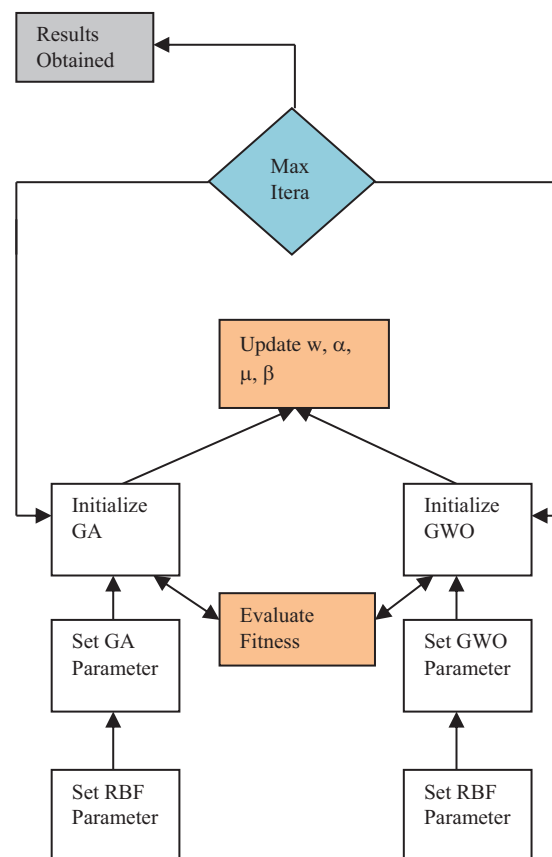 Results
Obtained
Max
Itera
Update w, α,
μ, β
Initialize
GA
Initialize
GWO
Evaluate
Fitness
Set GA
Parameter
Set GWO
Parameter
Set RBF
Parameter
Set RBF
Parameter